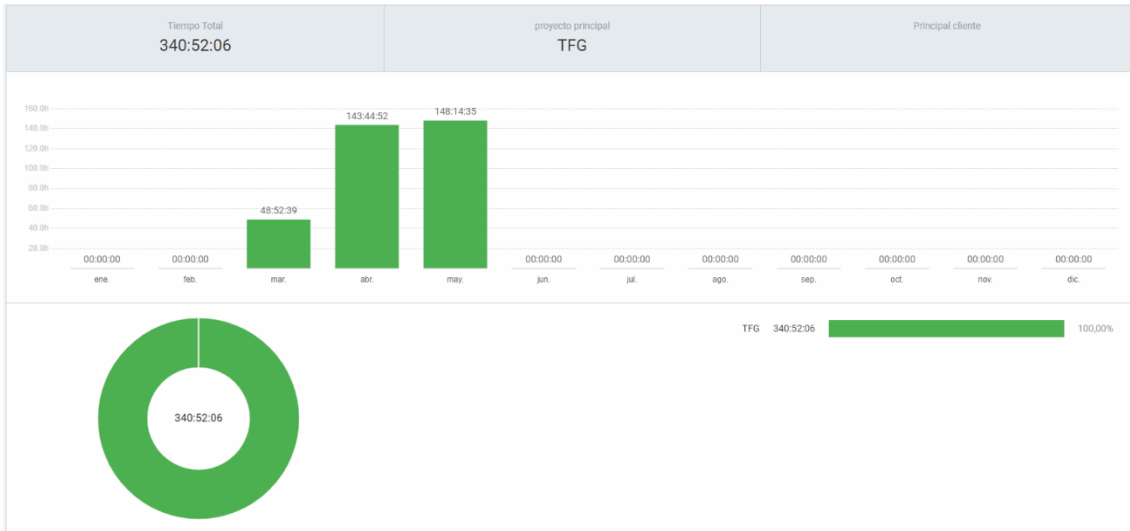 Tiempo Total
340:52:06
proyecto principal
TFG
Principal cliente
160.0h
140.0h
120.0h
100.0h
80.0h
60.0h
40.0h
20.0h
00:00:00
00:00:00
48:52:39
143:44:52
148:14:35
00:00:00
00:00:00
00:00:00
00:00:00
00:00:00
00:00:00
00:00:00
ene.
feb.
mar.
abr.
may.
jun.
jul.
ago.
sep.
oct.
nov.
dic.
340:52:06
TFG 340:52:06 100,00%